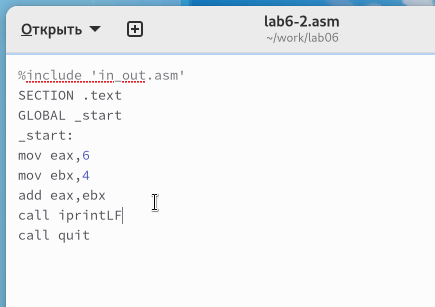 Открыть
lab6-2.asm
~/work/lab06
%include 'in_out.asm'
SECTION .text
GLOBAL _start
_start:
mov eax,6
mov ebx,4
add eax,ebx
call iprintLF
call quit